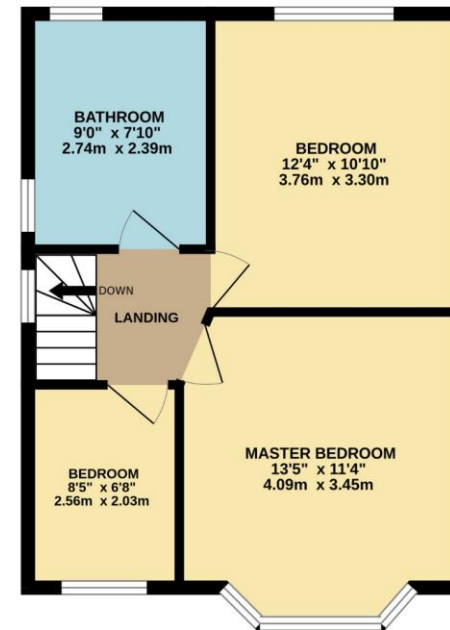 BATHROOM
9'0" x 7'10"
2.74m x 2.39m
BEDROOM
12'4" x 10'10"
3.76m x 3.30m
DOWN
LANDING
BEDROOM
8'5" x 6'8"
2.56m x 2.03m
MASTER BEDROOM
13'5" x 11'4"
4.09m x 3.45m